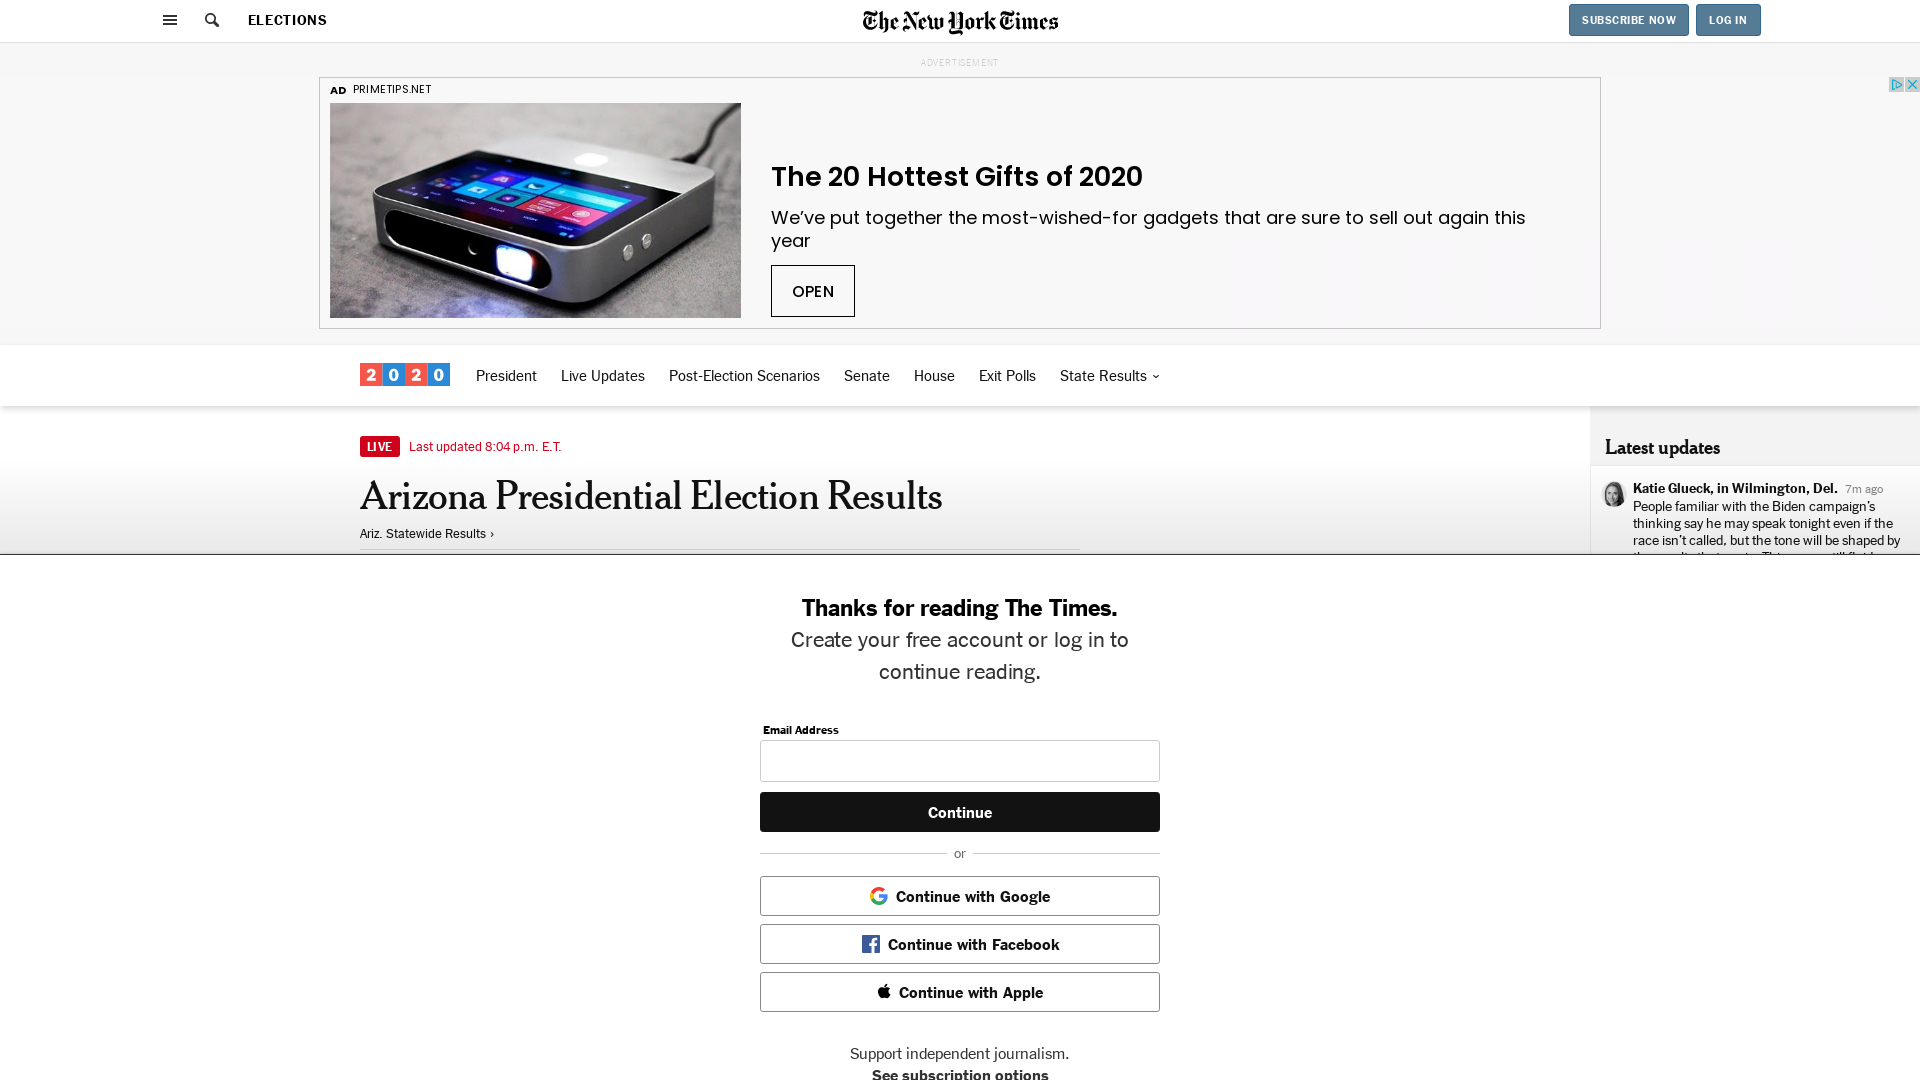 ELECTIONS
The New York Times
SUBSCRIBE NOW
LOG IN
ADVERTISEMENT
AD PRIMETIPS.NET
The 20 Hottest Gifts of 2020
We’ve put together the most-wished-for gadgets that are sure to sell out again this
year
OPEN
2020
President
Live Updates
Post-Election Scenarios
Senate
House
Exit Polls
State Results
LIVE Last updated 8:04 p.m. E.T.
Arizona Presidential Election Results
Ariz. Statewide Results ›
Latest updates
Katie Glueck, in Wilmington, Del. 7m ago
People familiar with the Biden campaign’s
thinking say he may speak tonight even if the
race isn’t called, but the tone will be shaped by
Thanks for reading The Times.
Create your free account or log in to
continue reading.
Email Address
Continue
or
Continue with Google
Continue with Facebook
Continue with Apple
Support independent journalism.
See subscription options